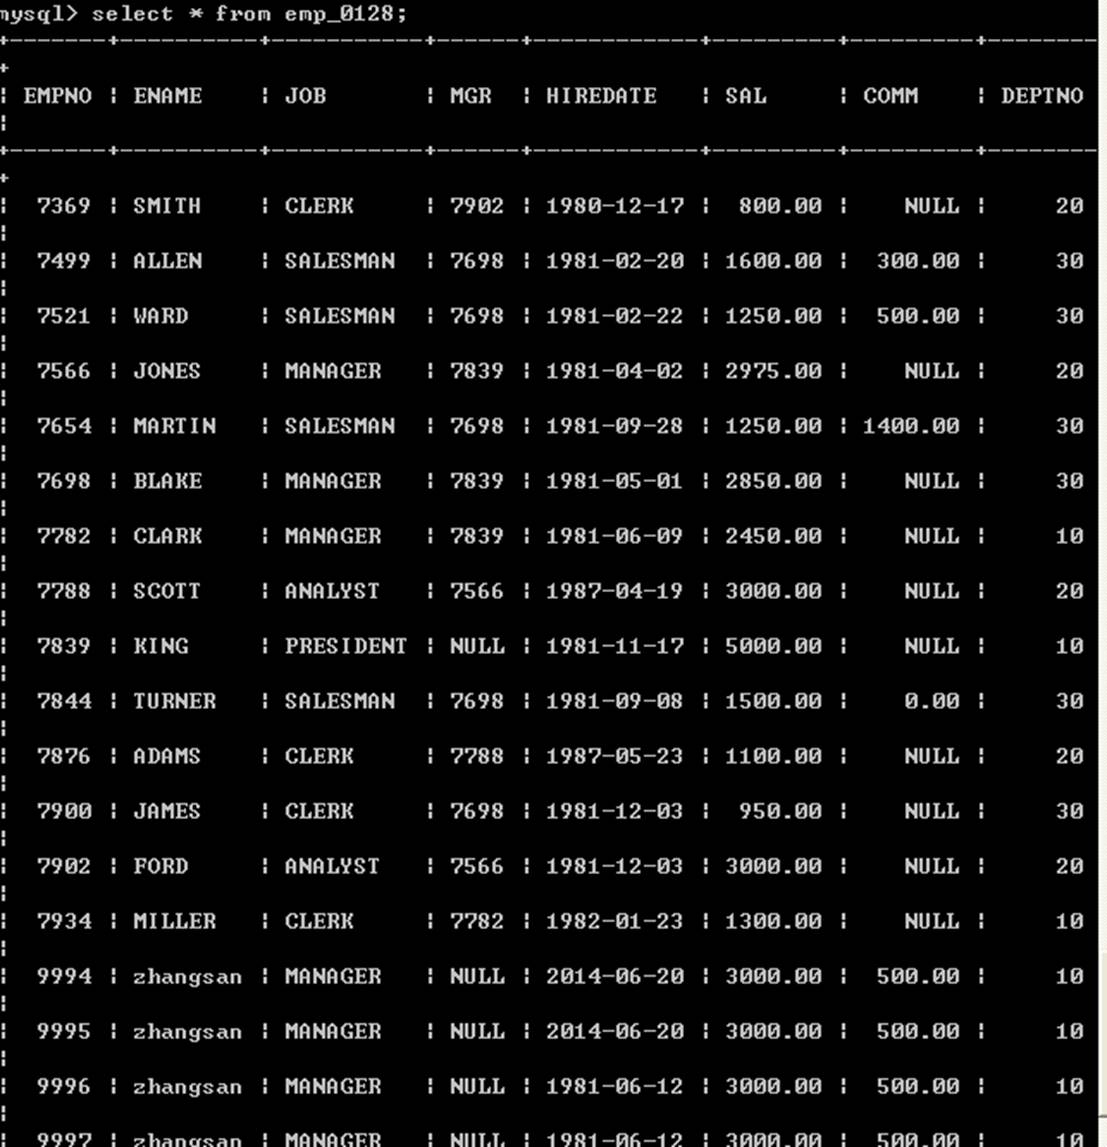 mysql> select * from emp_0128;
+-------+----------+-----------+------+------------+---------+---------+--------
+
| EMPNO | ENAME    | JOB       | MGR  | HIREDATE   | SAL     | COMM    | DEPTNO
|
+-------+----------+-----------+------+------------+---------+---------+--------
+
|  7369 | SMITH    | CLERK     | 7902 | 1980-12-17 |  800.00 |    NULL |     20
|
|  7499 | ALLEN    | SALESMAN  | 7698 | 1981-02-20 | 1600.00 |  300.00 |     30
|
|  7521 | WARD     | SALESMAN  | 7698 | 1981-02-22 | 1250.00 |  500.00 |     30
|
|  7566 | JONES    | MANAGER   | 7839 | 1981-04-02 | 2975.00 |    NULL |     20
|
|  7654 | MARTIN   | SALESMAN  | 7698 | 1981-09-28 | 1250.00 | 1400.00 |     30
|
|  7698 | BLAKE    | MANAGER   | 7839 | 1981-05-01 | 2850.00 |    NULL |     30
|
|  7782 | CLARK    | MANAGER   | 7839 | 1981-06-09 | 2450.00 |    NULL |     10
|
|  7788 | SCOTT    | ANALYST   | 7566 | 1987-04-19 | 3000.00 |    NULL |     20
|
|  7839 | KING     | PRESIDENT | NULL | 1981-11-17 | 5000.00 |    NULL |     10
|
|  7844 | TURNER   | SALESMAN  | 7698 | 1981-09-08 | 1500.00 |    0.00 |     30
|
|  7876 | ADAMS    | CLERK     | 7788 | 1987-05-23 | 1100.00 |    NULL |     20
|
|  7900 | JAMES    | CLERK     | 7698 | 1981-12-03 |  950.00 |    NULL |     30
|
|  7902 | FORD     | ANALYST   | 7566 | 1981-12-03 | 3000.00 |    NULL |     20
|
|  7934 | MILLER   | CLERK     | 7782 | 1982-01-23 | 1300.00 |    NULL |     10
|
|  9994 | zhangsan | MANAGER   | NULL | 2014-06-20 | 3000.00 |  500.00 |     10
|
|  9995 | zhangsan | MANAGER   | NULL | 2014-06-20 | 3000.00 |  500.00 |     10
|
|  9996 | zhangsan | MANAGER   | NULL | 1981-06-12 | 3000.00 |  500.00 |     10
|
|  9997 | zhangsan | MANAGER   | NULL | 1981-06-12 | 3000.00 |  500.00 |     10